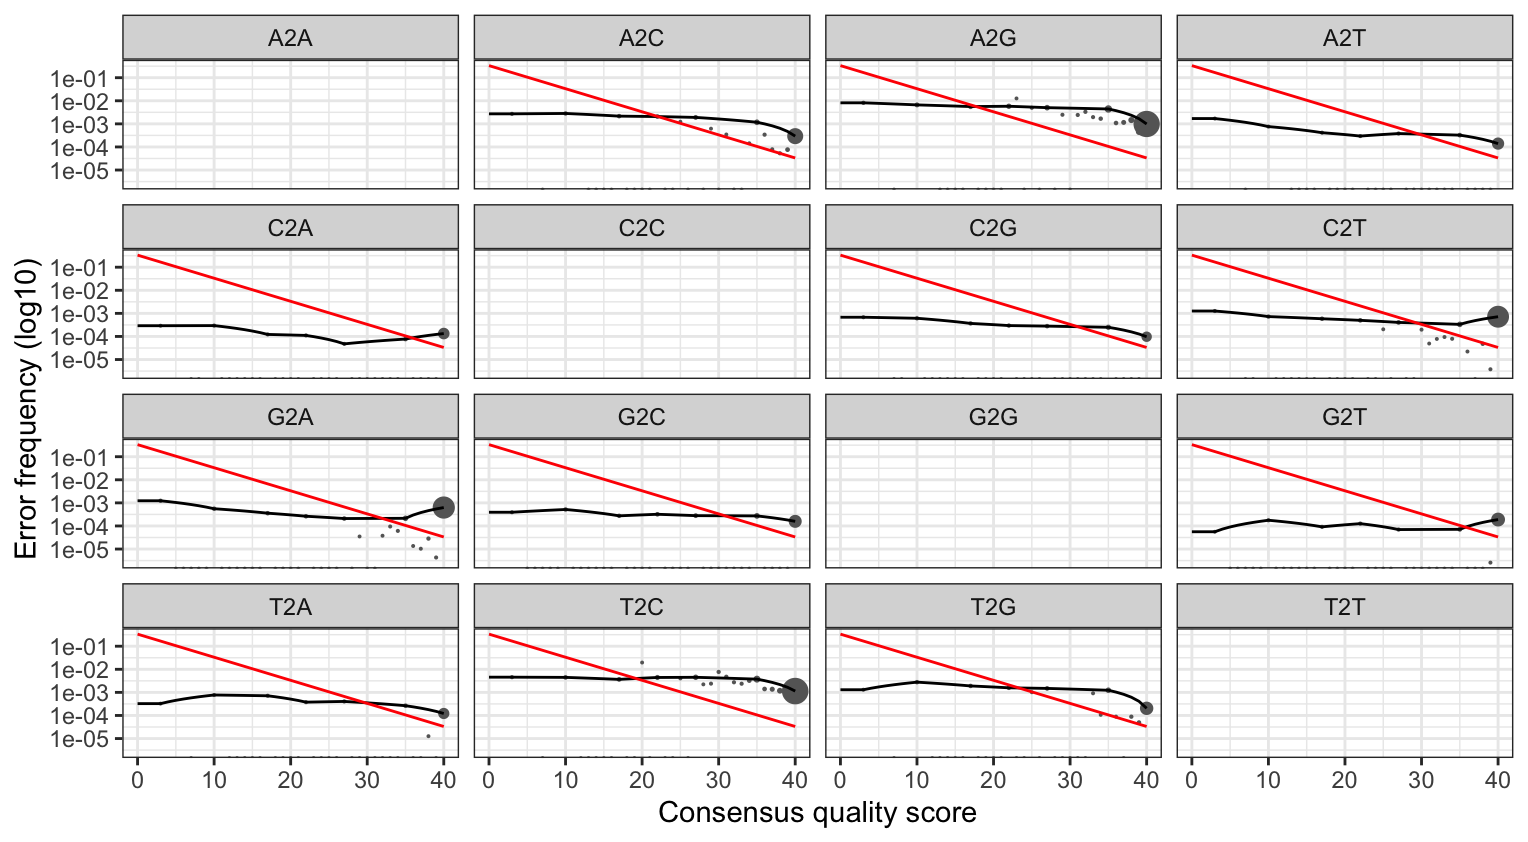 A2A A2C A2G A2T
1e-01
1e-02
1e-03
1e-04
1e-05
C2A C2C C2G C2T
1e-01
1e-02
1e-03
1e-04
1e-05
G2A G2C G2G G2T
1e-01
1e-02
1e-03
1e-04
1e-05
T2A T2C T2G T2T
1e-01
1e-02
1e-03
1e-04
1e-05
0 10 20 30 40 0 10 20 30 40 0 10 20 30 40 0 10 20 30 40
Consensus quality score
Error frequency (log10)